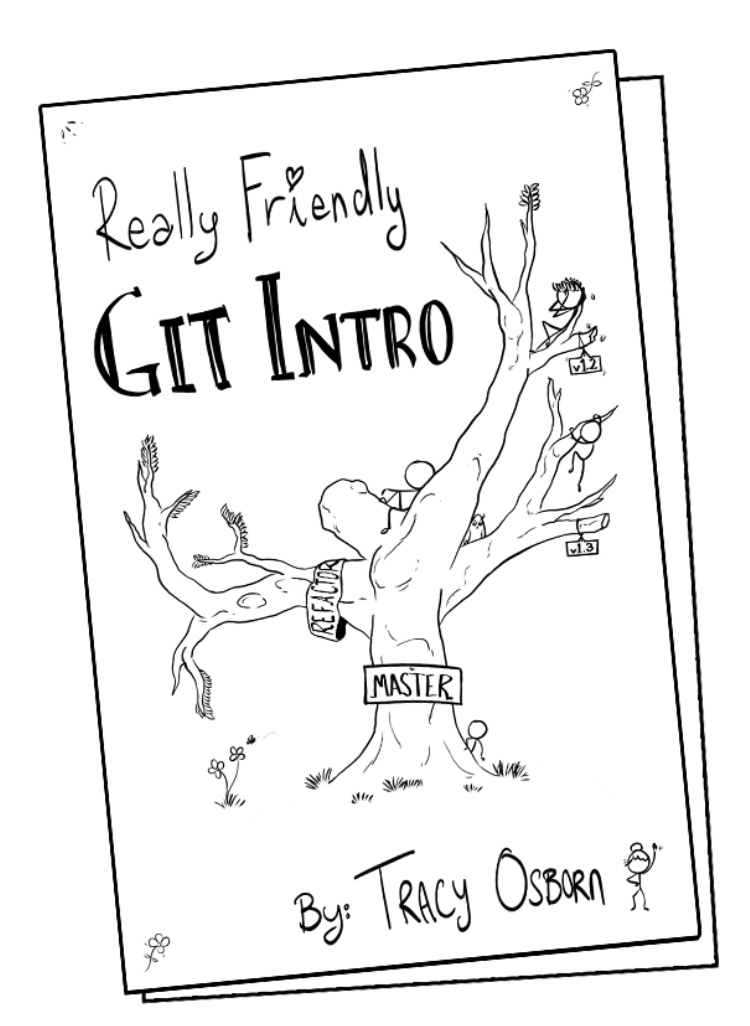 Really Friendly
GIT INTRO
v1.2
v1.3
REFACTOR
MASTER
By: TRACY OSBORN